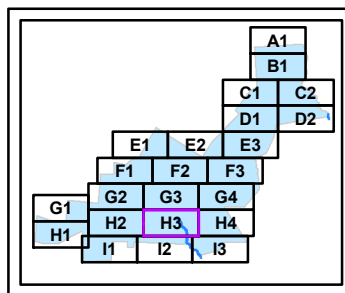 A1
B1
C1 C2
D1 D2
E1 E2 E3
F1 F2 F3
G1 G2 G3 G4
H1 H2 H3 H4
I1 I2 I3